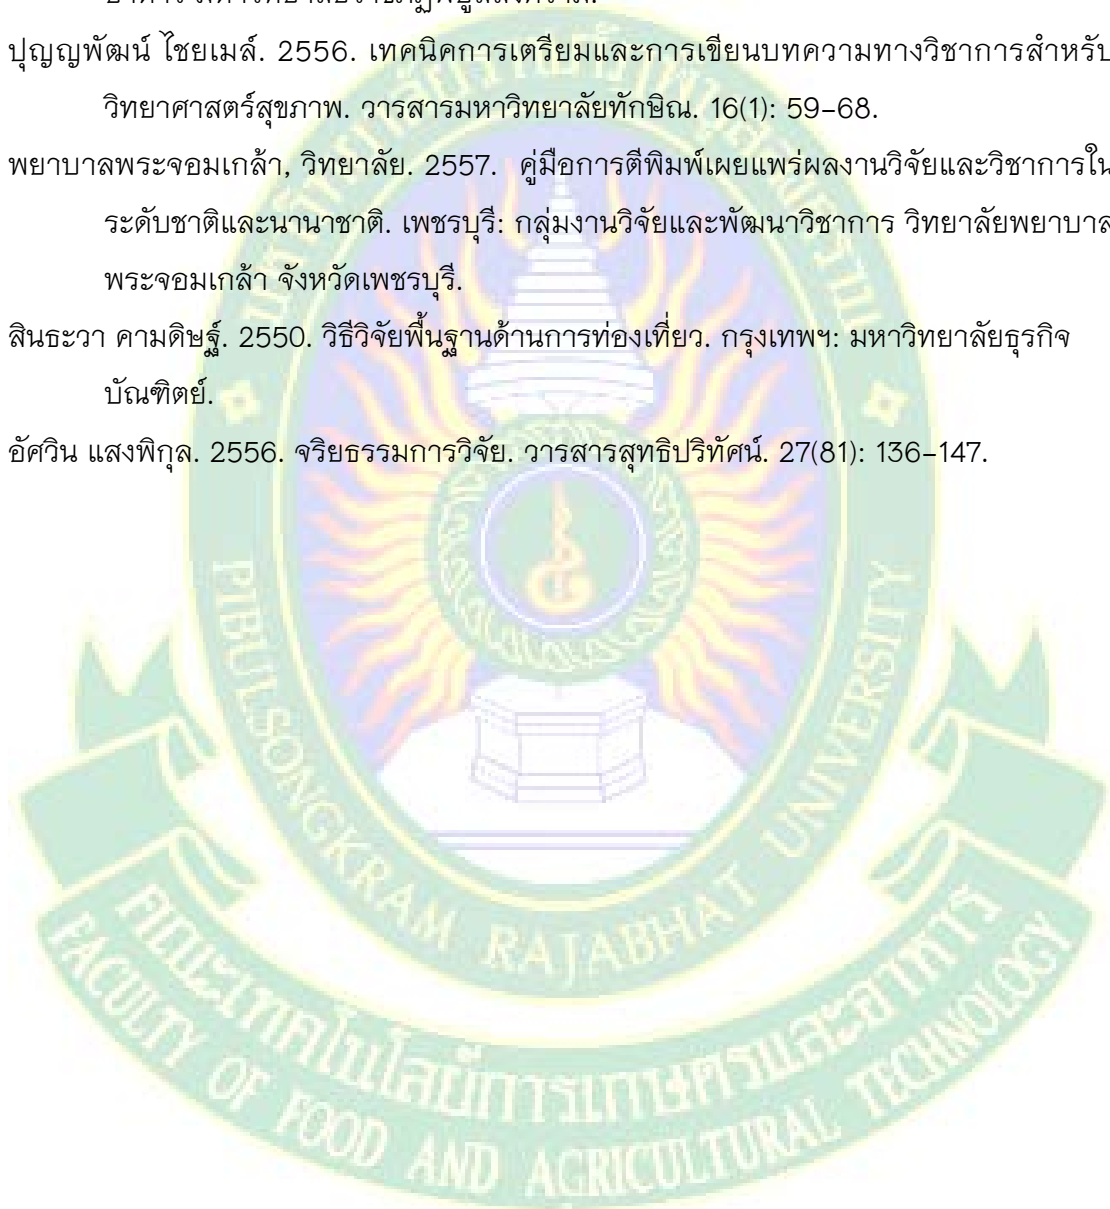 ปุญญพัฒน์ ไชยเมล์. 2556. เทคนิคการเตรียมและการเขียนบทความทางวิชาการสำหรับ
วิทยาศาสตร์สุขภาพ. วารสารมหาวิทยาลัยทักษิณ. 16(1): 59–68.
พยาบาลพระจอมเกล้า, วิทยาลัย. 2557. คู่มือการตีพิมพ์เผยแพร่ผลงานวิจัยและวิชาการใน
ระดับชาติและนานาชาติ. เพชรบุรี: กลุ่มงานวิจัยและพัฒนาวิชาการ วิทยาลัยพยาบาล
พระจอมเกล้า จังหวัดเพชรบุรี.
สินธะวา คามดิษฐ์. 2550. วิธีวิจัยพื้นฐานด้านการท่องเที่ยว. กรุงเทพฯ: มหาวิทยาลัยธุรกิจ
บัณฑิตย์.
อัศวิน แสงพิกุล. 2556. จริยธรรมการวิจัย. วารสารสุทธิปริทัศน์. 27(81): 136–147.
PIBULSONGKRAM RAJABHAT UNIVERSITY
คณะเทคโนโลยีการเกษตรและอาหาร
FACULTY OF FOOD AND AGRICULTURAL TECHNOLOGY